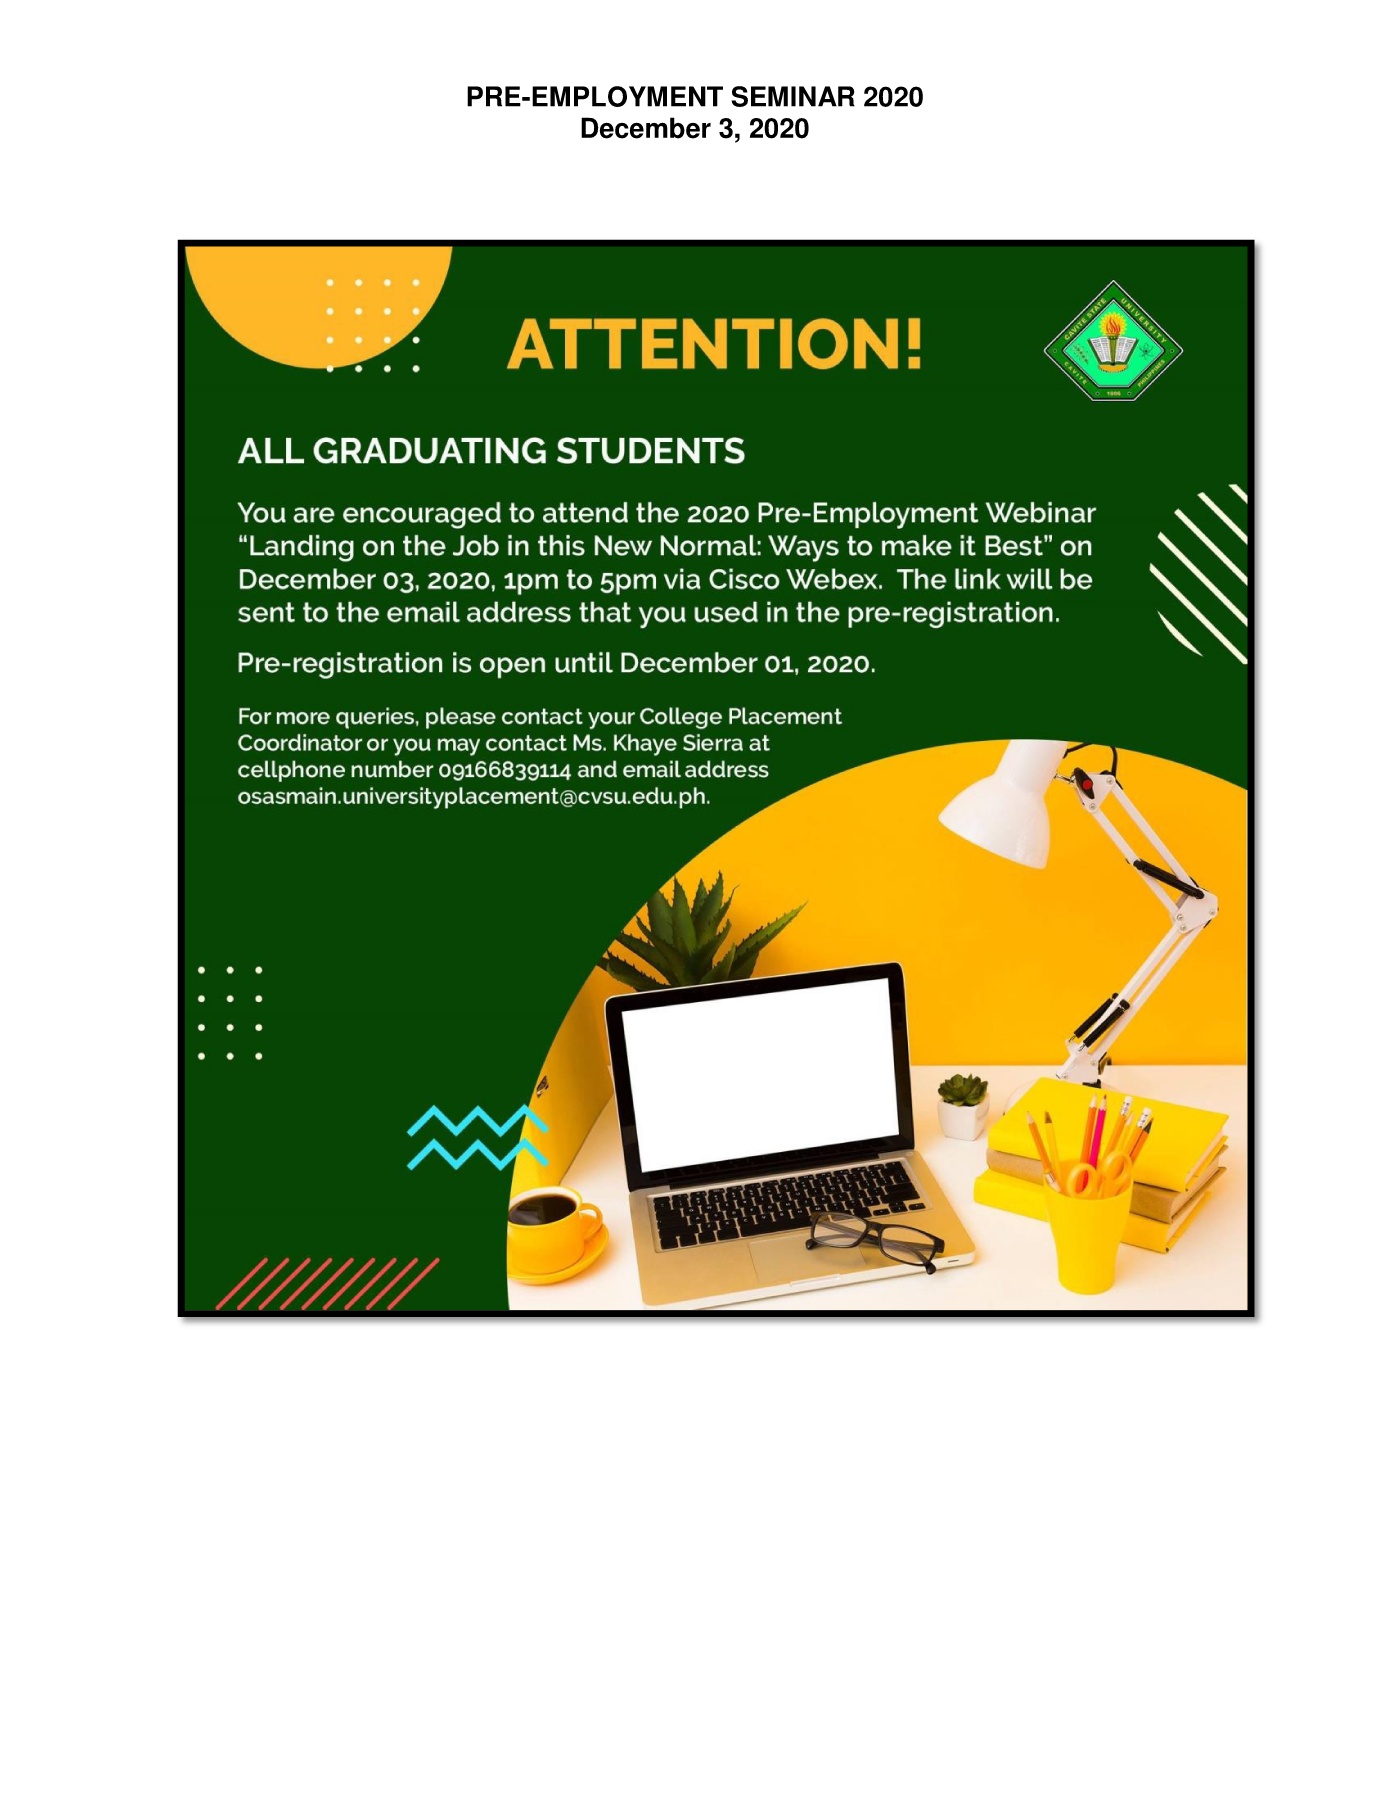 PRE-EMPLOYMENT SEMINAR 2020
December 3, 2020
ATTENTION!
CAVITE STATE UNIVERSITY
CAVITE
1906
PHILIPPINES
ALL GRADUATING STUDENTS
You are encouraged to attend the 2020 Pre-Employment Webinar
“Landing on the Job in this New Normal: Ways to make it Best” on
December 03, 2020, 1pm to 5pm via Cisco Webex.  The link will be
sent to the email address that you used in the pre-registration.
Pre-registration is open until December 01, 2020.
For more queries, please contact your College Placement
Coordinator or you may contact Ms. Khaye Sierra at
cellphone number 09166839114 and email address
osasmain.universityplacement@cvsu.edu.ph.